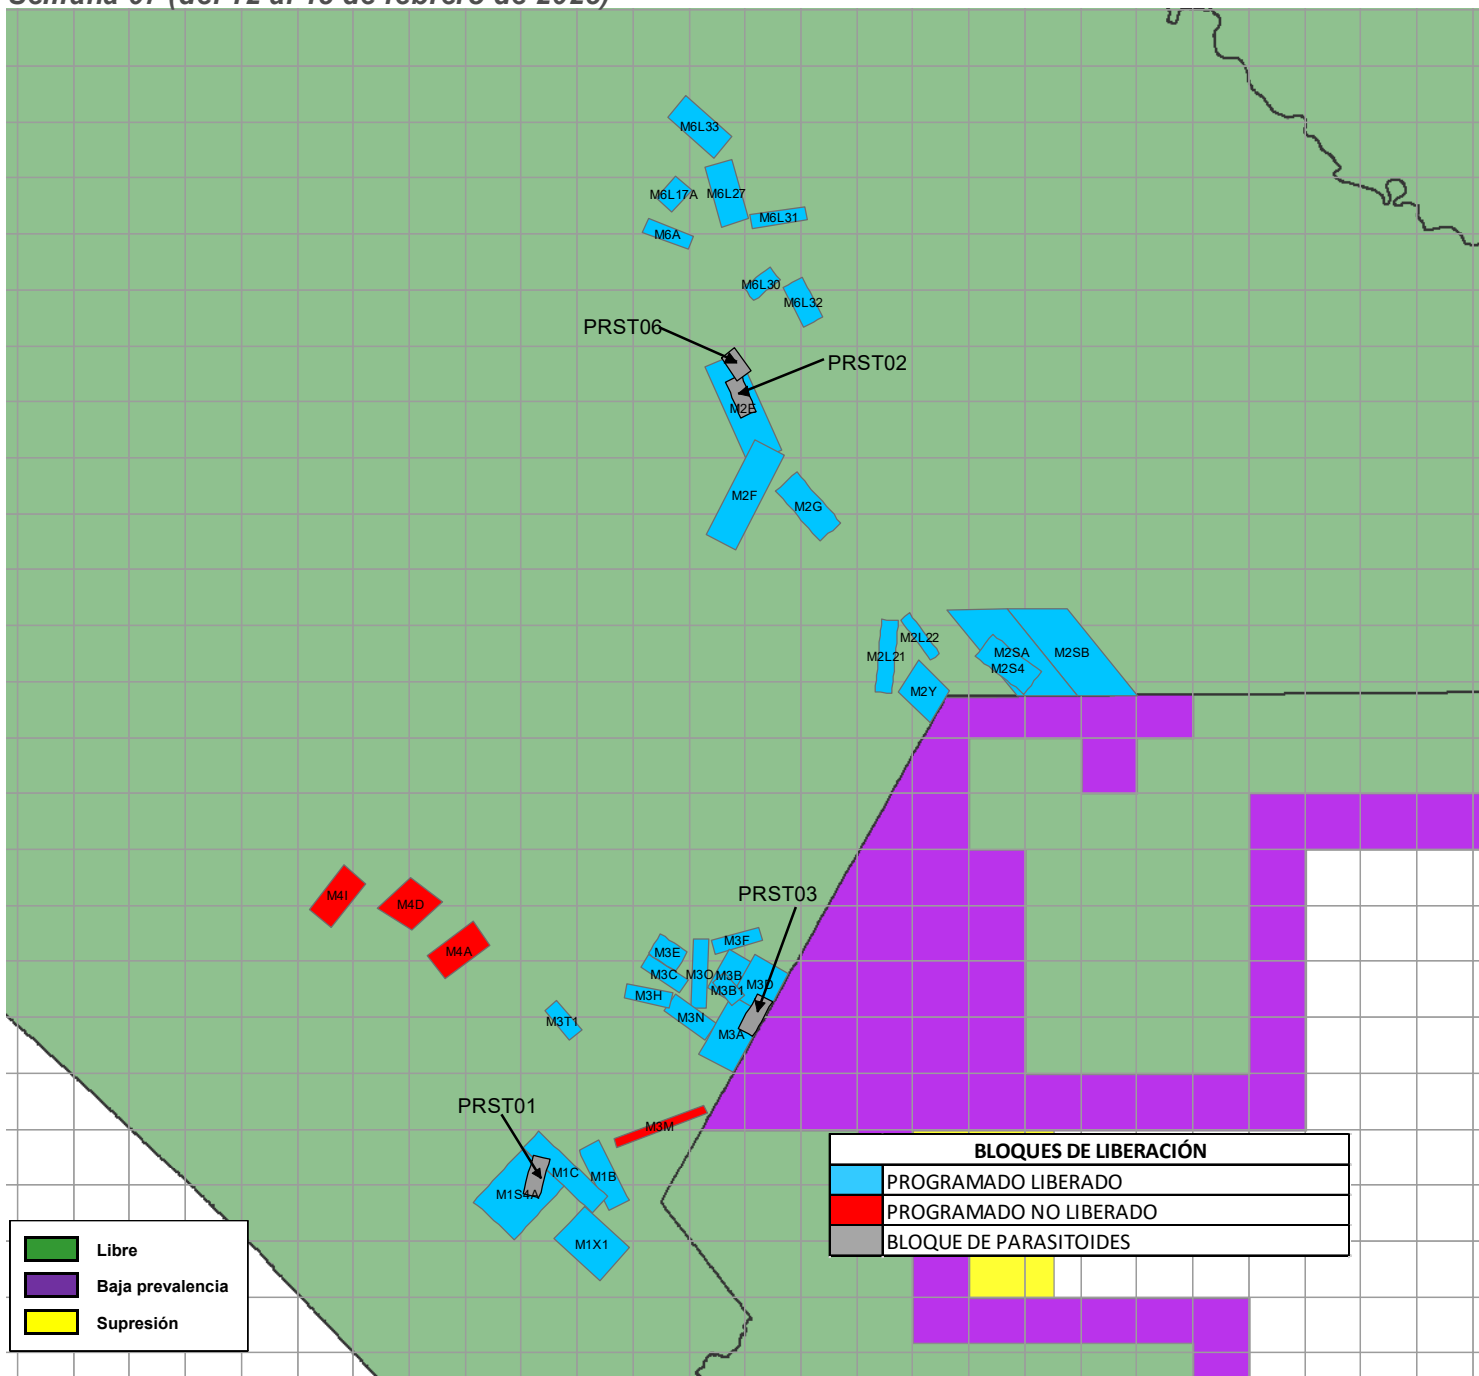 M6L33
M6L17A
M6L27
M6L31
M6A
M6L30
M6L32
PRST06
PRST02
M2E
M2F
M2G
M2L22
M2L21
M2SA
M2SB
M2S4
M2Y
M4I
M4D
M4A
PRST03
M3F
M3E
M3C
M3O
M3B
M3D
M3B1
M3H
M3N
M3A
M3T1
PRST01
M3M
M1C
M1B
M1S4A
M1X1
BLOQUES DE LIBERACIÓN
PROGRAMADO LIBERADO
PROGRAMADO NO LIBERADO
BLOQUE DE PARASITOIDES
Libre
Baja prevalencia
Supresión